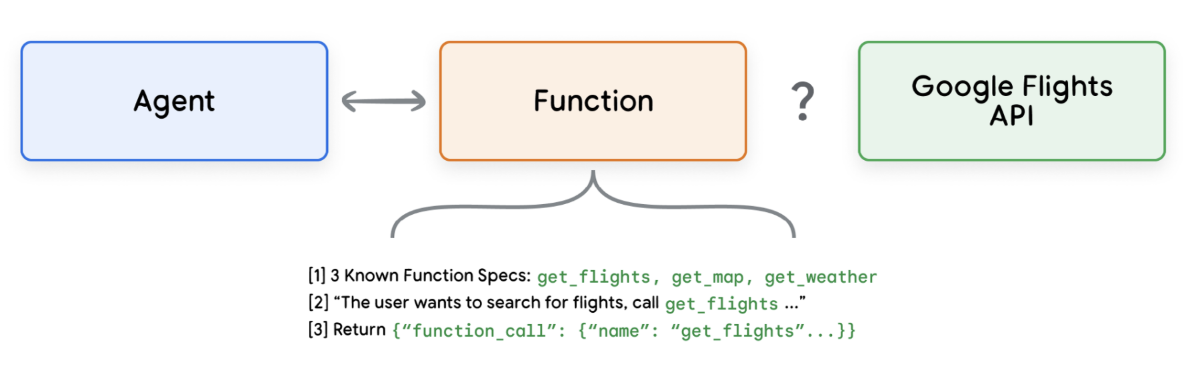 Agent
Function
?
Google Flights
API
[1] 3 Known Function Specs: get_flights, get_map, get_weather
[2] “The user wants to search for flights, call get_flights ...”
[3] Return {“function_call”: {“name”: “get_flights”...}}